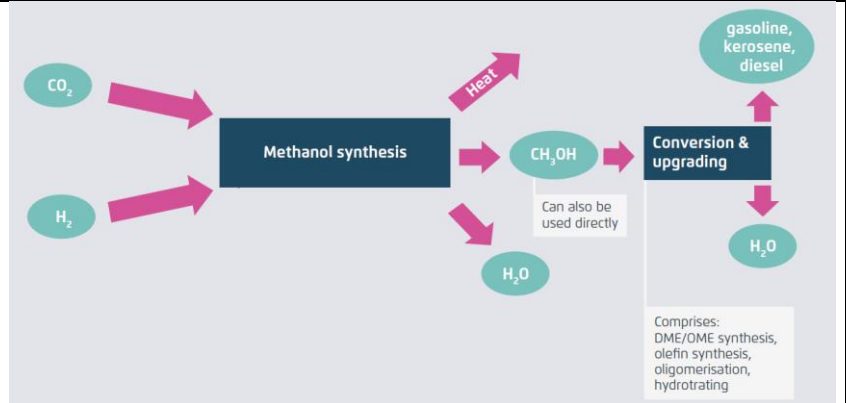 gasoline,
kerosene,
diesel
CO₂
Heat
Methanol synthesis
CH₃OH
Conversion &
upgrading
H₂
Can also be
used directly
H₂O
H₂O
Comprises:
DME/OME synthesis,
olefin synthesis,
oligomerisation,
hydrotrating